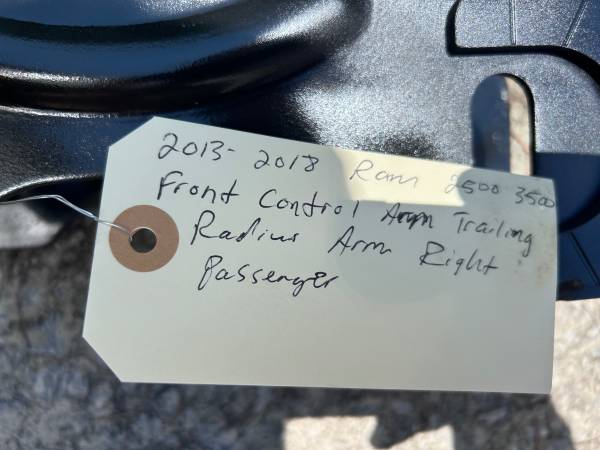 2013- 2018 Ram 2500 3500
Front Control Arm Trailing
Radius Arm Right
Passenger